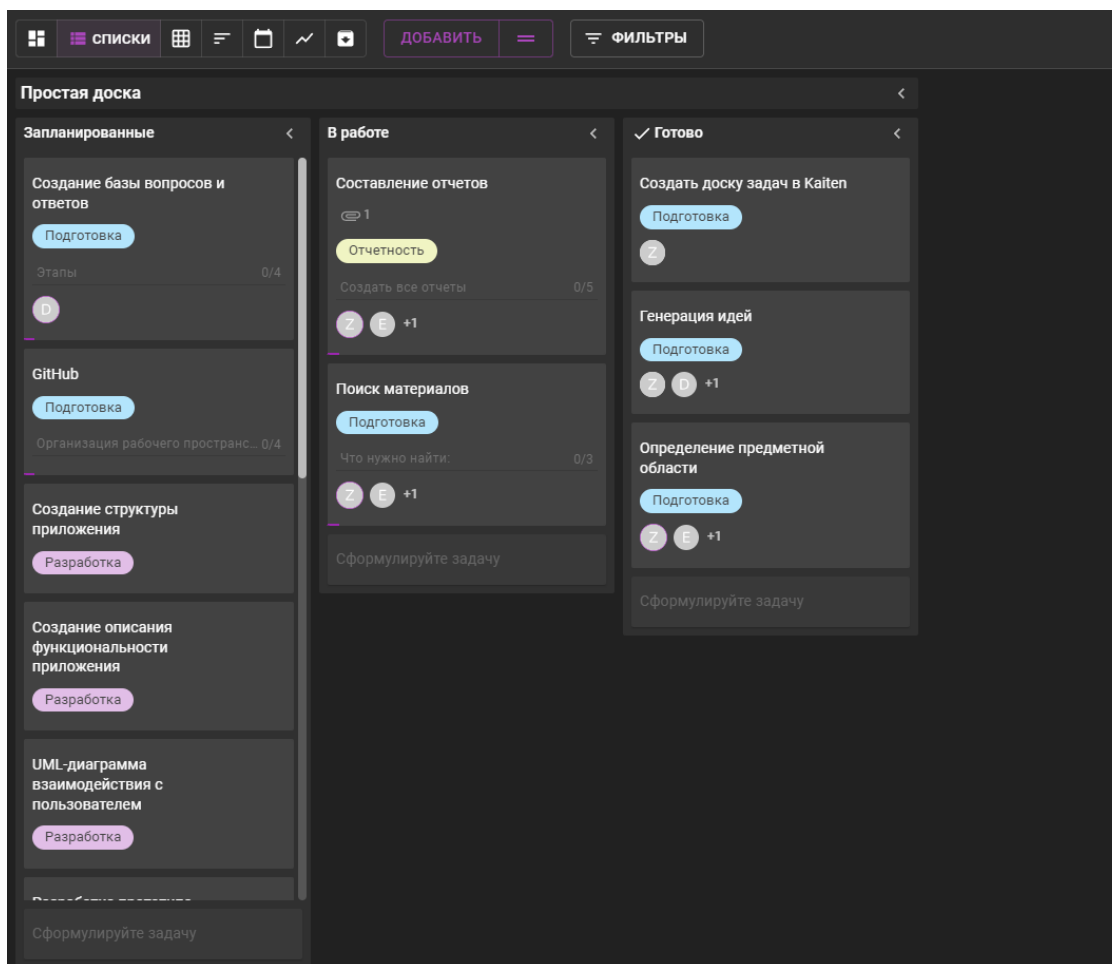 СПИСКИ
ДОБАВИТЬ
ФИЛЬТРЫ
Простая доска
Запланированные
Создание базы вопросов и
ответов
Подготовка
Этапы 0/4
D
GitHub
Подготовка
Организация рабочего пространс... 0/4
Создание структуры
приложения
Разработка
Создание описания
функциональности
приложения
Разработка
UML-диаграмма
взаимодействия с
пользователем
Разработка
Сформулируйте задачу
В работе
Составление отчетов
1
Отчетность
Создать все отчеты 0/5
Z E +1
Поиск материалов
Подготовка
Что нужно найти: 0/3
Z E +1
Сформулируйте задачу
Готово
Создать доску задач в Kaiten
Подготовка
Z
Генерация идей
Подготовка
Z D +1
Определение предметной
области
Подготовка
Z E +1
Сформулируйте задачу